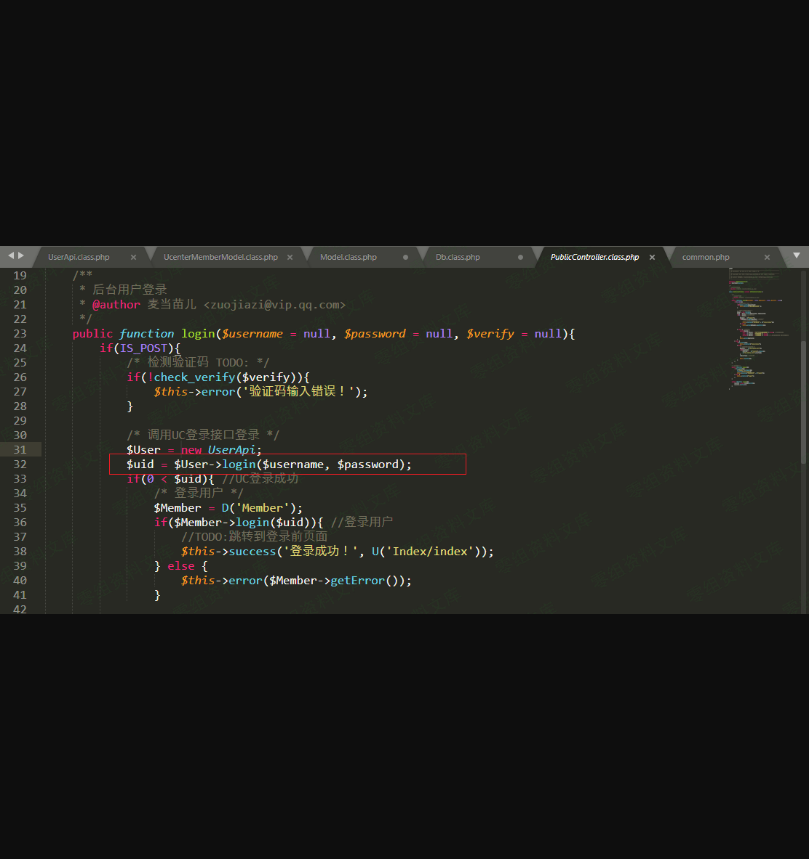 UserApi.class.php × UcenterMemberModel.class.php × Model.class.php Db.class.php PublicController.class.php × common.php ×
19 /**
20 * 后台用户登录
21 * @author 麦当苗儿 <zuojiazi@vip.qq.com>
22 */
23 public function login($username = null, $password = null, $verify = null){
24 if(IS_POST){
25 /* 检测验证码 TODO: */
26 if(!check_verify($verify)){
27 $this->error('验证码输入错误！');
28 }
29
30 /* 调用UC登录接口登录 */
31 $User = new UserApi;
32 $uid = $User->login($username, $password);
33 if(0 < $uid){ //UC登录成功
34 /* 登录用户 */
35 $Member = D('Member');
36 if($Member->login($uid)){ //登录用户
37 //TODO:跳转到登录前页面
38 $this->success('登录成功！', U('Index/index'));
39 } else {
40 $this->error($Member->getError());
41 }
42